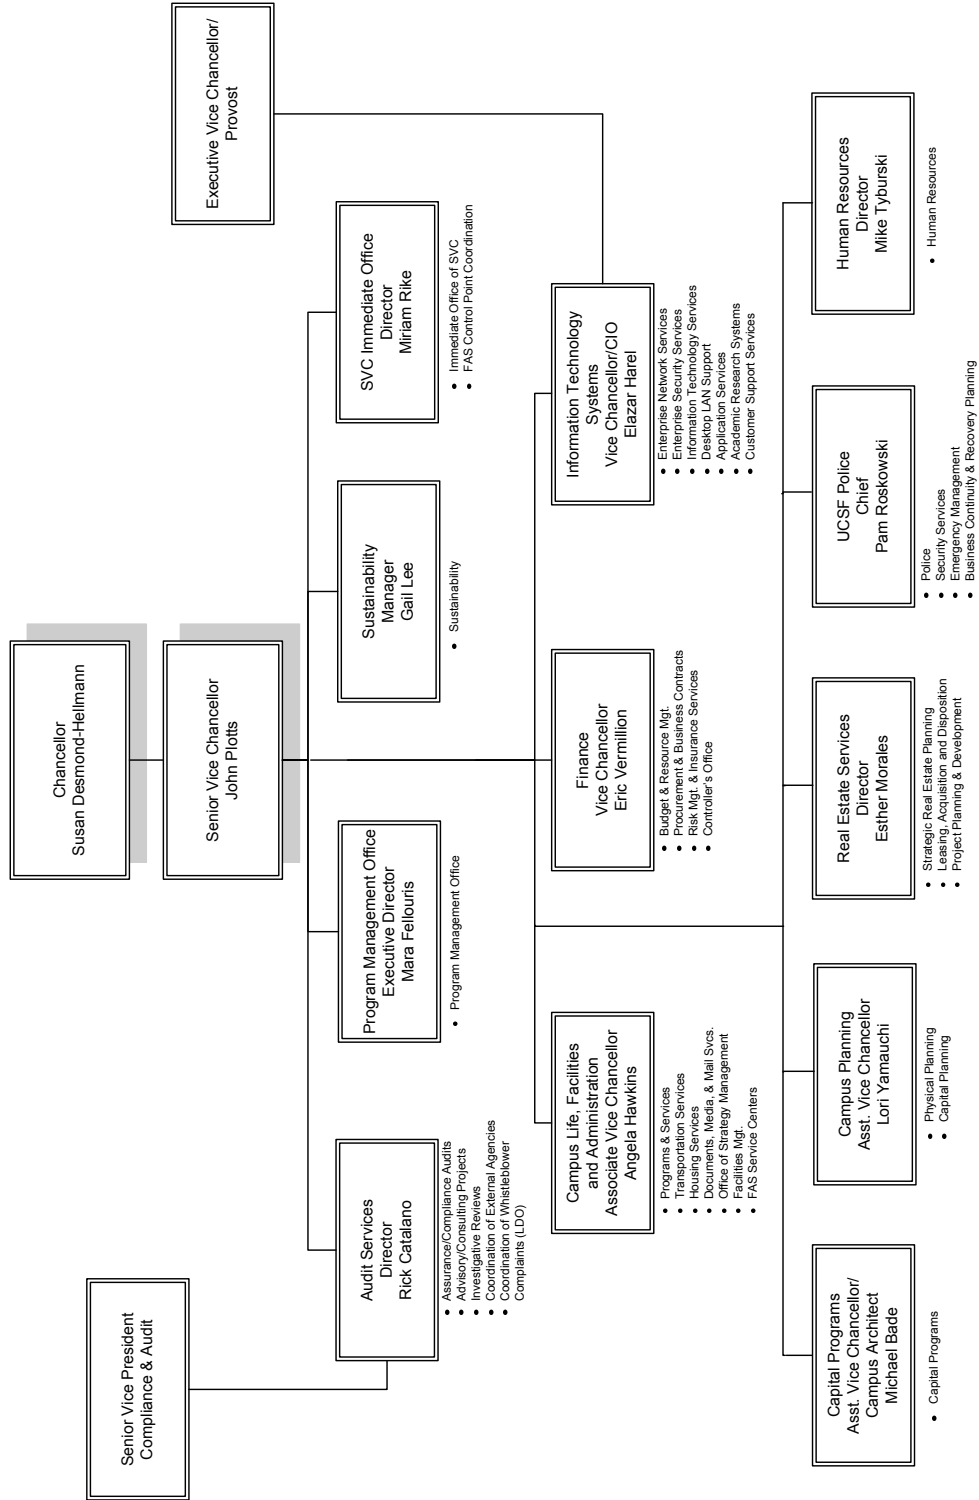 Chancellor
Susan Desmond-Hellmann
Senior Vice President
Compliance & Audit
Senior Vice Chancellor
John Plotts
Executive Vice Chancellor/
Provost
Audit Services
Director
Rick Catalano
• Assurance/Compliance Audits
• Advisory/Consulting Projects
• Investigative Reviews
• Coordination of External Agencies
• Coordination of Whistleblower
Complaints (LDO)
Program Management Office
Executive Director
Mara Fellouris
• Program Management Office
Sustainability
Manager
Gail Lee
• Sustainability
SVC Immediate Office
Director
Miriam Rike
• Immediate Office of SVC
• FAS Control Point Coordination
Campus Life, Facilities
and Administration
Associate Vice Chancellor
Angela Hawkins
• Programs & Services
• Transportation Services
• Housing Services
• Documents, Media, & Mail Svcs.
• Office of Strategy Management
• Facilities Mgt.
• FAS Service Centers
Finance
Vice Chancellor
Eric Vermillion
• Budget & Resource Mgt.
• Procurement & Business Contracts
• Risk Mgt. & Insurance Services
• Controller's Office
Information Technology
Systems
Vice Chancellor/CIO
Elazar Harel
• Enterprise Network Services
• Enterprise Security Services
• Information Technology Services
• Desktop LAN Support
• Application Services
• Academic Research Systems
• Customer Support Services
Capital Programs
Asst. Vice Chancellor/
Campus Architect
Michael Bade
• Capital Programs
Campus Planning
Asst. Vice Chancellor
Lori Yamauchi
• Physical Planning
• Capital Planning
Real Estate Services
Director
Esther Morales
• Strategic Real Estate Planning
• Leasing, Acquisition and Disposition
• Project Planning & Development
UCSF Police
Chief
Pam Roskowski
• Police
• Security Services
• Emergency Management
• Business Continuity & Recovery Planning
Human Resources
Director
Mike Tyburski
• Human Resources